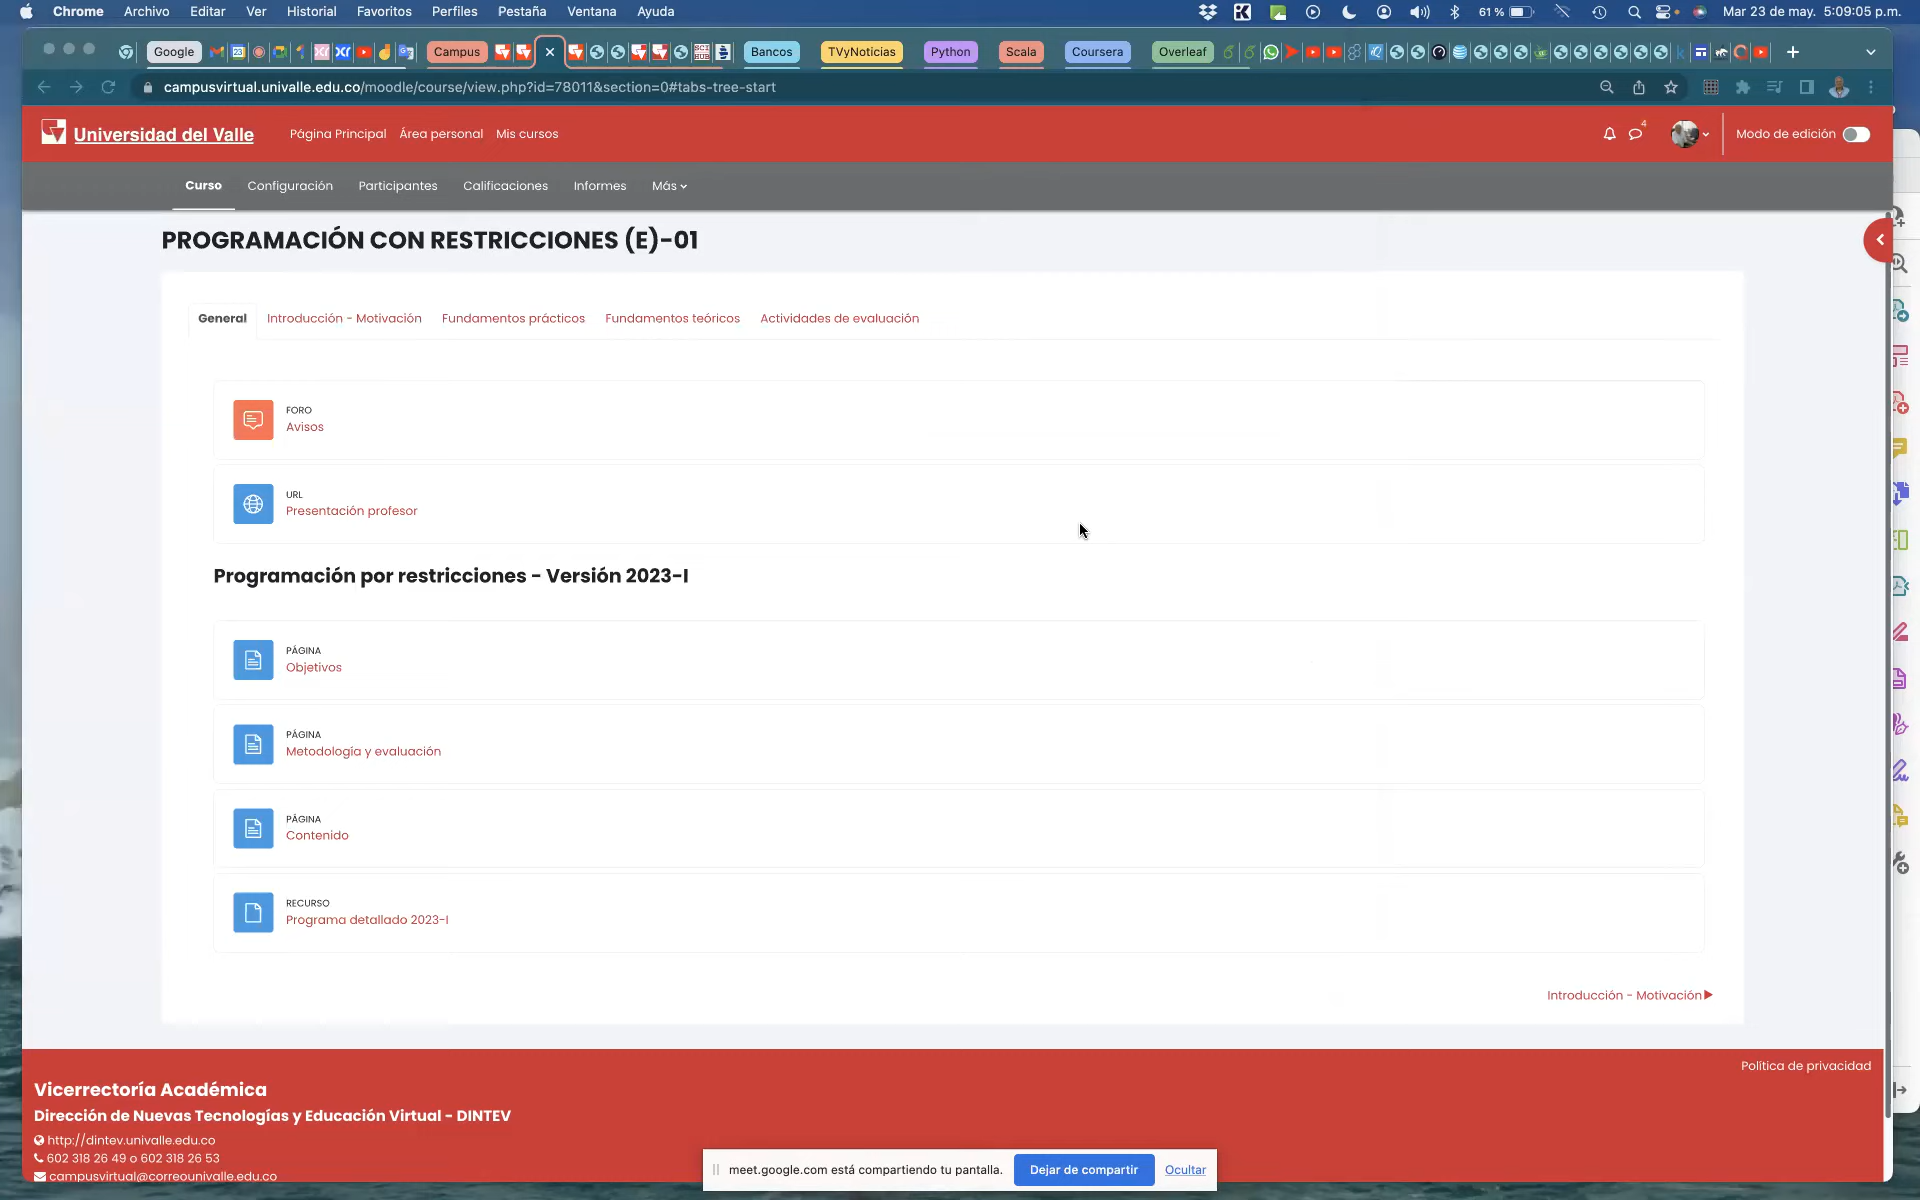 Chrome Archivo Editar Ver Historial Favoritos Perfiles Pestaña Ventana Ayuda 61 % Mar 23 de may. 5:09:05 p.m.
Google Campus Bancos TVyNoticias Python Scala Coursera Overleaf
campusvirtual.univalle.edu.co/moodle/course/view.php?id=78011&section=0#tabs-tree-start
Universidad del Valle Página Principal Área personal Mis cursos 4 Modo de edición
Curso Configuración Participantes Calificaciones Informes Más
PROGRAMACIÓN CON RESTRICCIONES (E)-01
General Introducción - Motivación Fundamentos prácticos Fundamentos teóricos Actividades de evaluación
FORO
Avisos
URL
Presentación profesor
Programación por restricciones - Versión 2023-I
PÁGINA
Objetivos
PÁGINA
Metodología y evaluación
PÁGINA
Contenido
RECURSO
Programa detallado 2023-I
Introducción - Motivación
Política de privacidad
Vicerrectoría Académica
Dirección de Nuevas Tecnologías y Educación Virtual - DINTEV
http://dintev.univalle.edu.co
602 318 26 49 o 602 318 26 53
campusvirtual@correounivalle.edu.co
meet.google.com está compartiendo tu pantalla. Dejar de compartir Ocultar